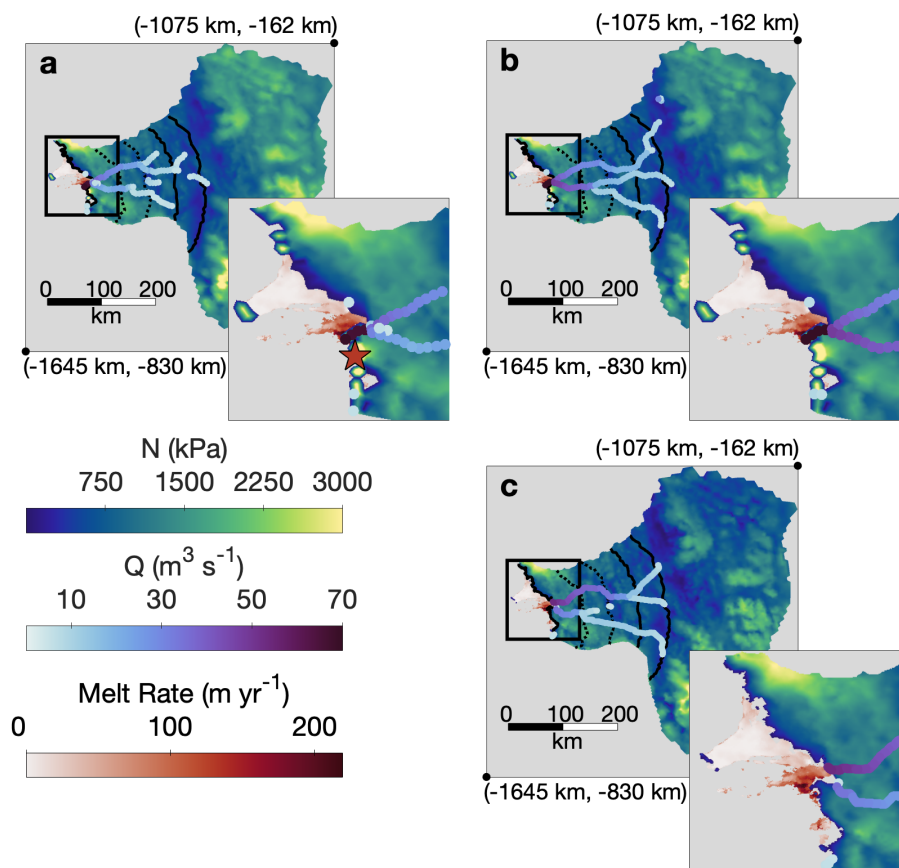 (-1075 km, -162 km)
a
0 100 200
km
(-1645 km, -830 km)
(-1075 km, -162 km)
b
0 100 200
km
(-1645 km, -830 km)
N (kPa)
750 1500 2250 3000
Q (m³ s⁻¹)
10 30 50 70
Melt Rate (m yr⁻¹)
0 100 200
(-1075 km, -162 km)
c
0 100 200
km
(-1645 km, -830 km)